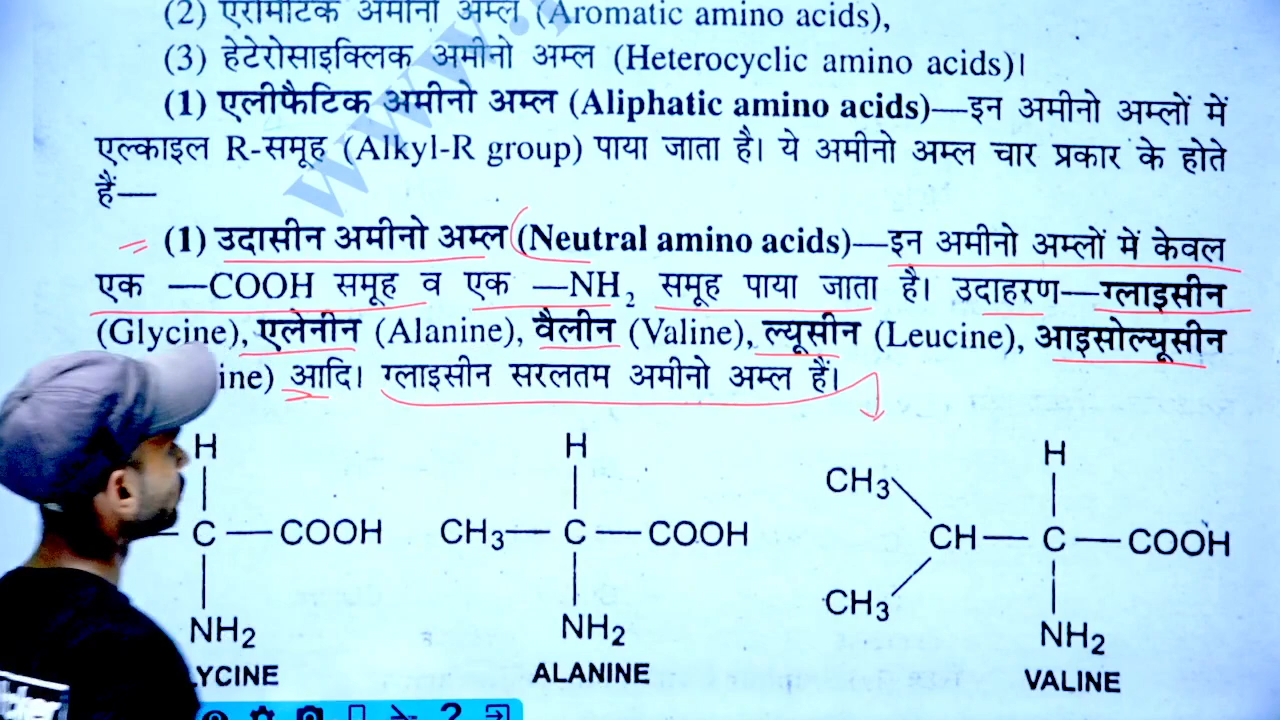 (2) एरोमेटिक अमीनो अम्ल (Aromatic amino acids),
(3) हेटेरोसाइक्लिक अमीनो अम्ल (Heterocyclic amino acids)।
(1) एलीफैटिक अमीनो अम्ल (Aliphatic amino acids)—इन अमीनो अम्लों में
एल्काइल R-समूह (Alkyl-R group) पाया जाता है। ये अमीनो अम्ल चार प्रकार के होते
हैं—
(1) उदासीन अमीनो अम्ल (Neutral amino acids)—इन अमीनो अम्लों में केवल
एक —COOH समूह व एक —NH₂ समूह पाया जाता है। उदाहरण—ग्लाइसीन
(Glycine), एलेनीन (Alanine), वैलीन (Valine), ल्यूसीन (Leucine), आइसोल्यूसीन
ine) आदि। ग्लाइसीन सरलतम अमीनो अम्ल हैं।
H
C — COOH
NH₂
LYCINE
H
CH₃ — C — COOH
NH₂
ALANINE
H
CH₃
CH — C — COOH
CH₃
NH₂
VALINE
www.